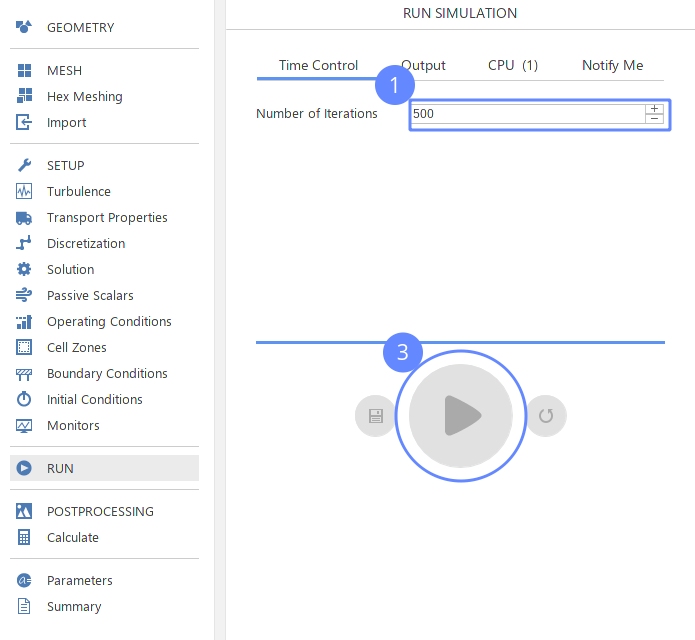 GEOMETRY
MESH
Hex Meshing
Import
SETUP
Turbulence
Transport Properties
Discretization
Solution
Passive Scalars
Operating Conditions
Cell Zones
Boundary Conditions
Initial Conditions
Monitors
RUN
POSTPROCESSING
Calculate
Parameters
Summary
RUN SIMULATION
Time Control Output CPU (1) Notify Me
1
Number of Iterations 500
3